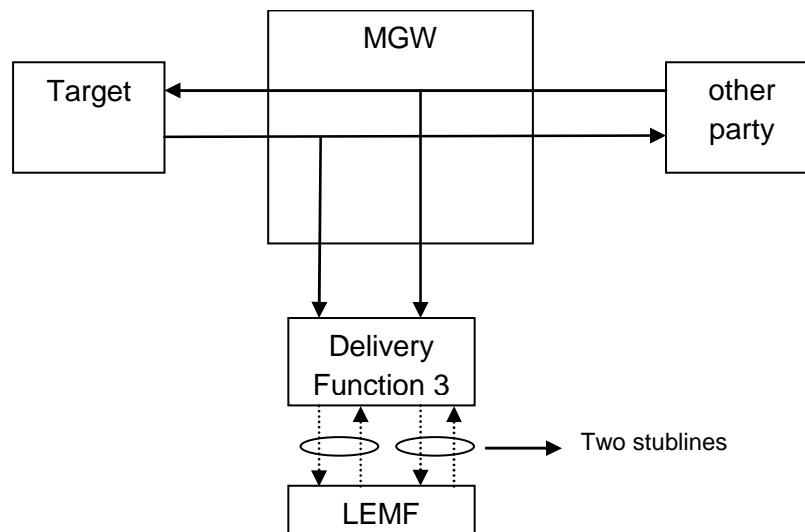 MGW
Target
other
party
Delivery
Function 3
Two stublines
LEMF